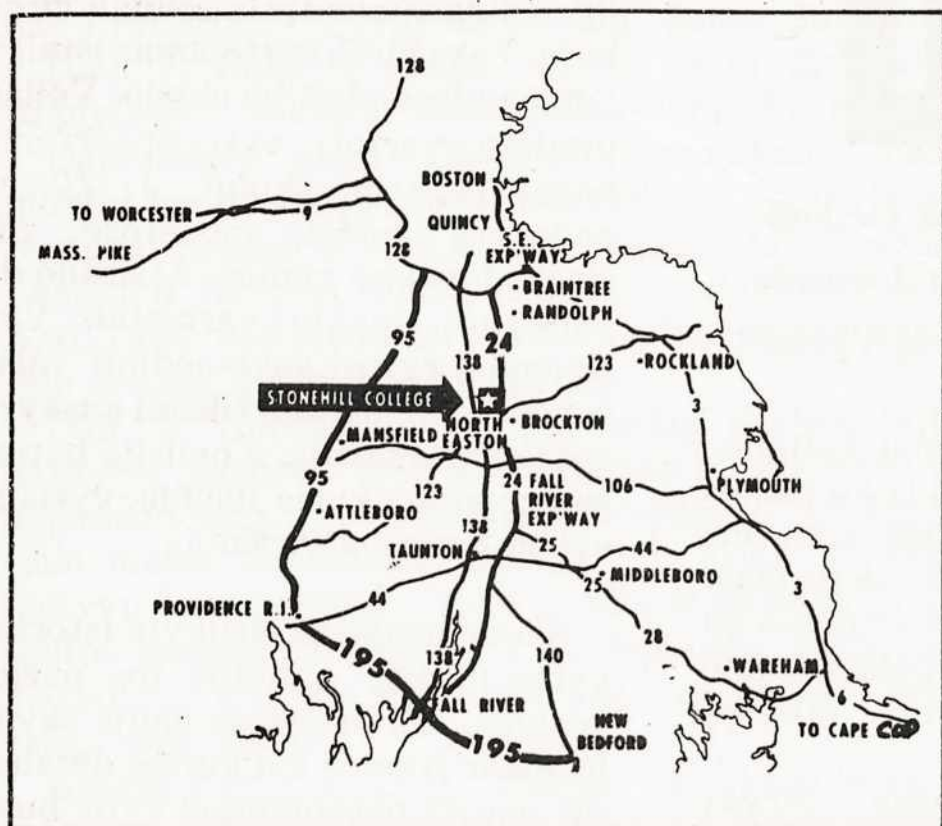 128
BOSTON
TO WORCESTER
9
QUINCY
MASS. PIKE
128
S.E.
EXP'WAY
BRAINTREE
RANDOLPH
95
24
138
123
ROCKLAND
3
STONEHILL COLLEGE
NORTH
EASTON
BROCKTON
MANSFIELD
95
123
24
FALL
RIVER
EXP'WAY
106
PLYMOUTH
ATTLEBORO
138
TAUNTON
25
44
25
MIDDLEBORO
44
3
PROVIDENCE R.I.
195
138
140
28
WAREHAM
FALL RIVER
6
NEW
BEDFORD
TO CAPE COD
195